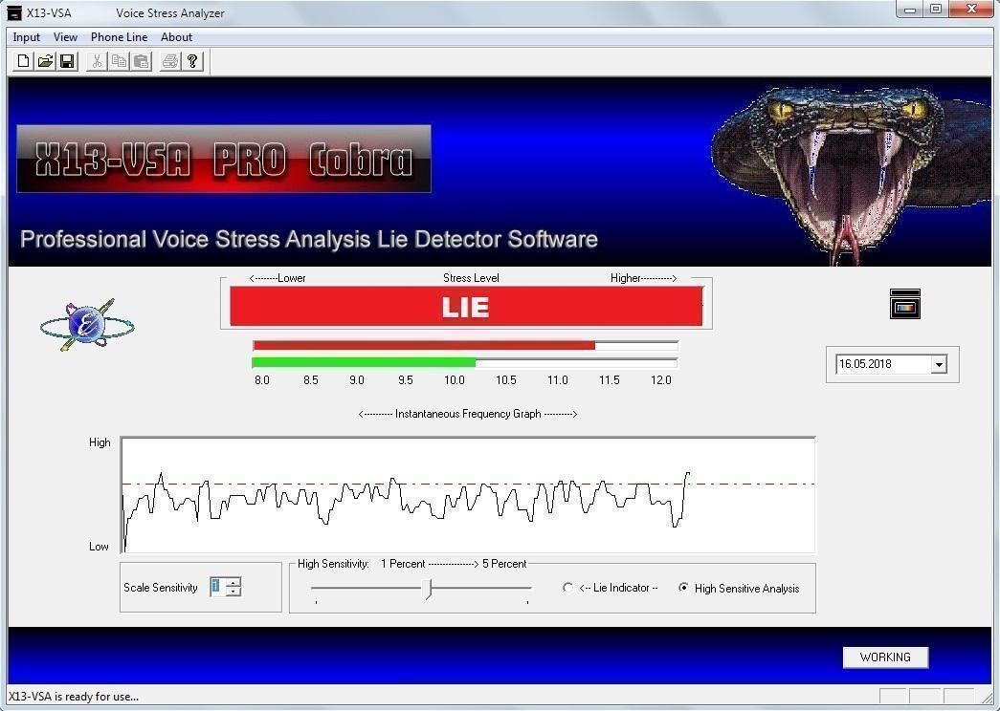 X13-VSA Voice Stress Analyzer
Input View Phone Line About
X13-VSA PRO Cobra
Professional Voice Stress Analysis Lie Detector Software
<--------Lower Stress Level Higher---------->
LIE
16.05.2018
8.0 8.5 9.0 9.5 10.0 10.5 11.0 11.5 12.0
<---------- Instantaneous Frequency Graph ---------->
High
Low
High Sensitivity: 1 Percent ---------------> 5 Percent
Scale Sensitivity 1 <-- Lie Indicator -- High Sensitive Analysis
WORKING
X13-VSA is ready for use...